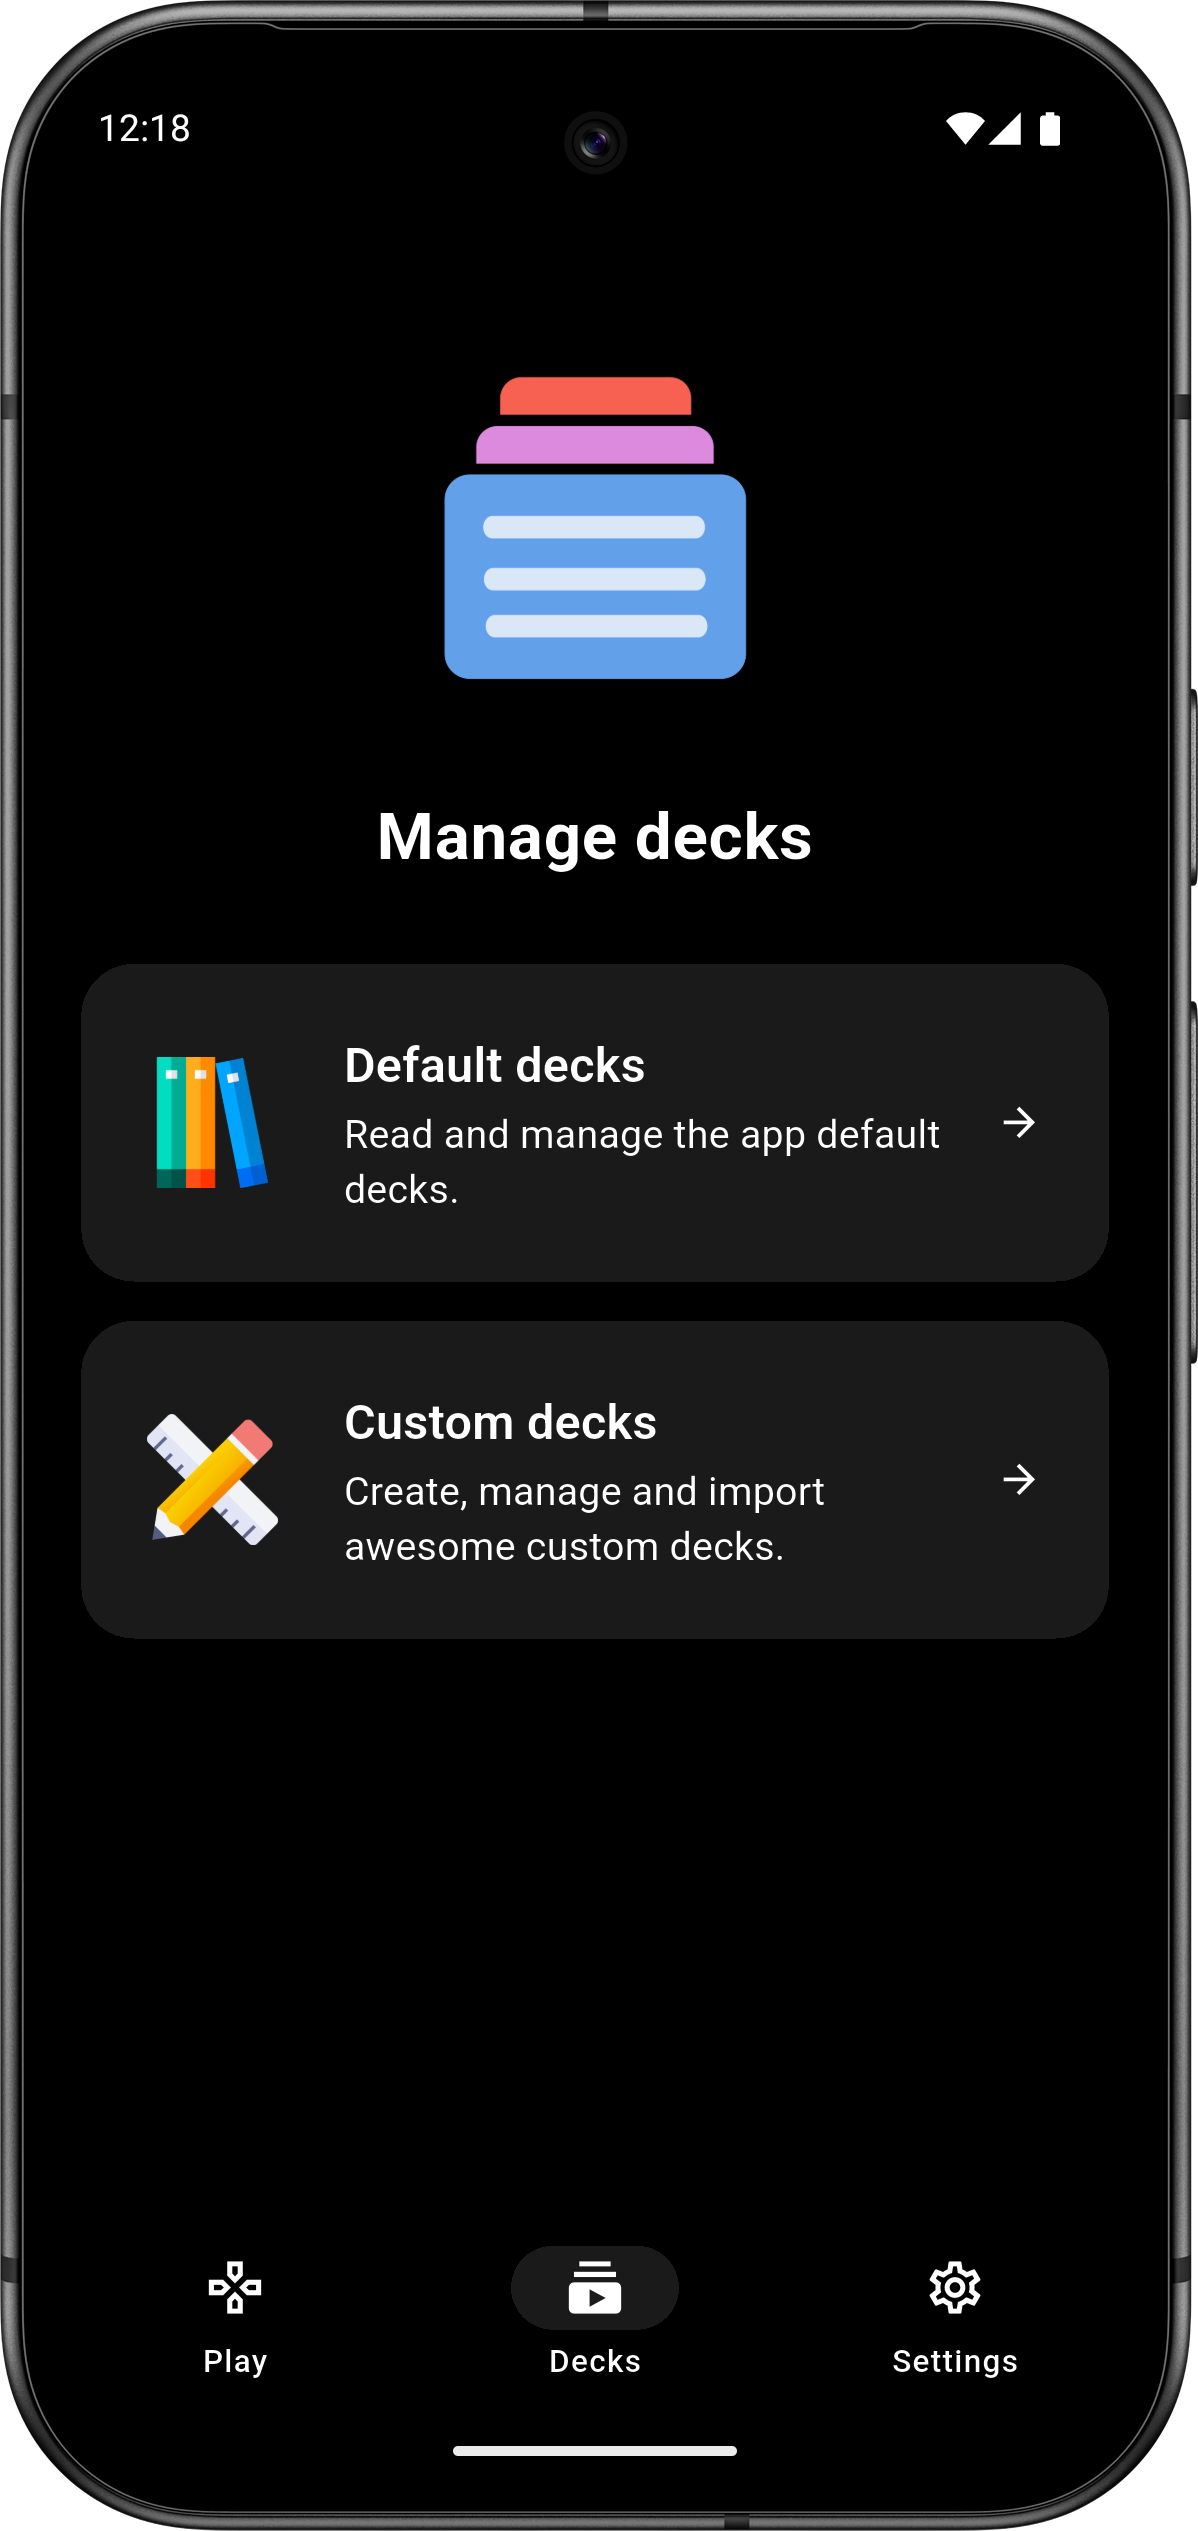 12:18
Manage decks
Default decks
Read and manage the app default
decks.
Custom decks
Create, manage and import
awesome custom decks.
Play
Decks
Settings